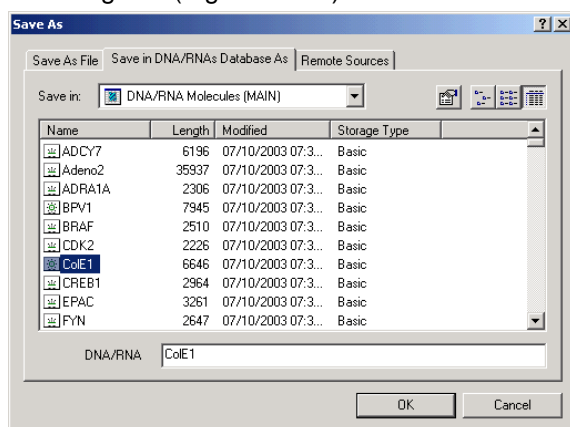 Save As
Save As File Save in DNA/RNAs Database As Remote Sources
Save in: DNA/RNA Molecules (MAIN)
Name Length Modified Storage Type
ADCY7 6196 07/10/2003 07:3... Basic
Adeno2 35937 07/10/2003 07:3... Basic
ADRA1A 2306 07/10/2003 07:3... Basic
BPV1 7945 07/10/2003 07:3... Basic
BRAF 2510 07/10/2003 07:3... Basic
CDK2 2226 07/10/2003 07:3... Basic
ColE1 6646 07/10/2003 07:3... Basic
CREB1 2964 07/10/2003 07:3... Basic
EPAC 3261 07/10/2003 07:3... Basic
FYN 2647 07/10/2003 07:3... Basic
DNA/RNA ColE1
OK Cancel